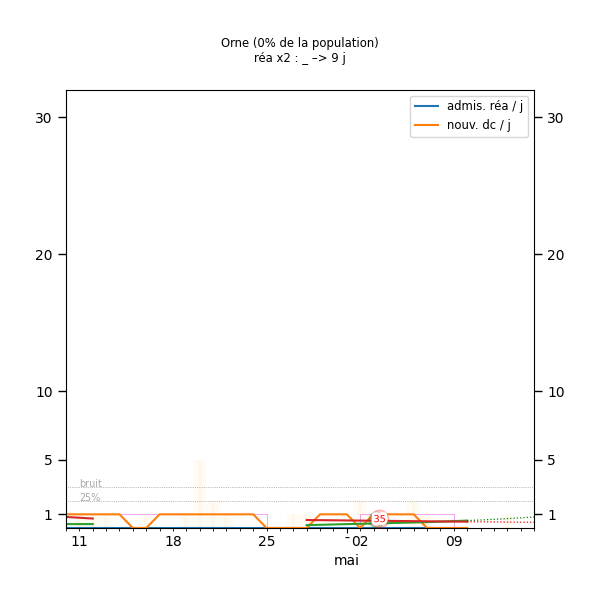 Orne (0% de la population)
réa x2 : _ –> 9 j
admis. réa / j
nouv. dc / j
30 30
20 20
10 10
5 5
bruit
25%
1 35 1
11 18 25 02 09
mai